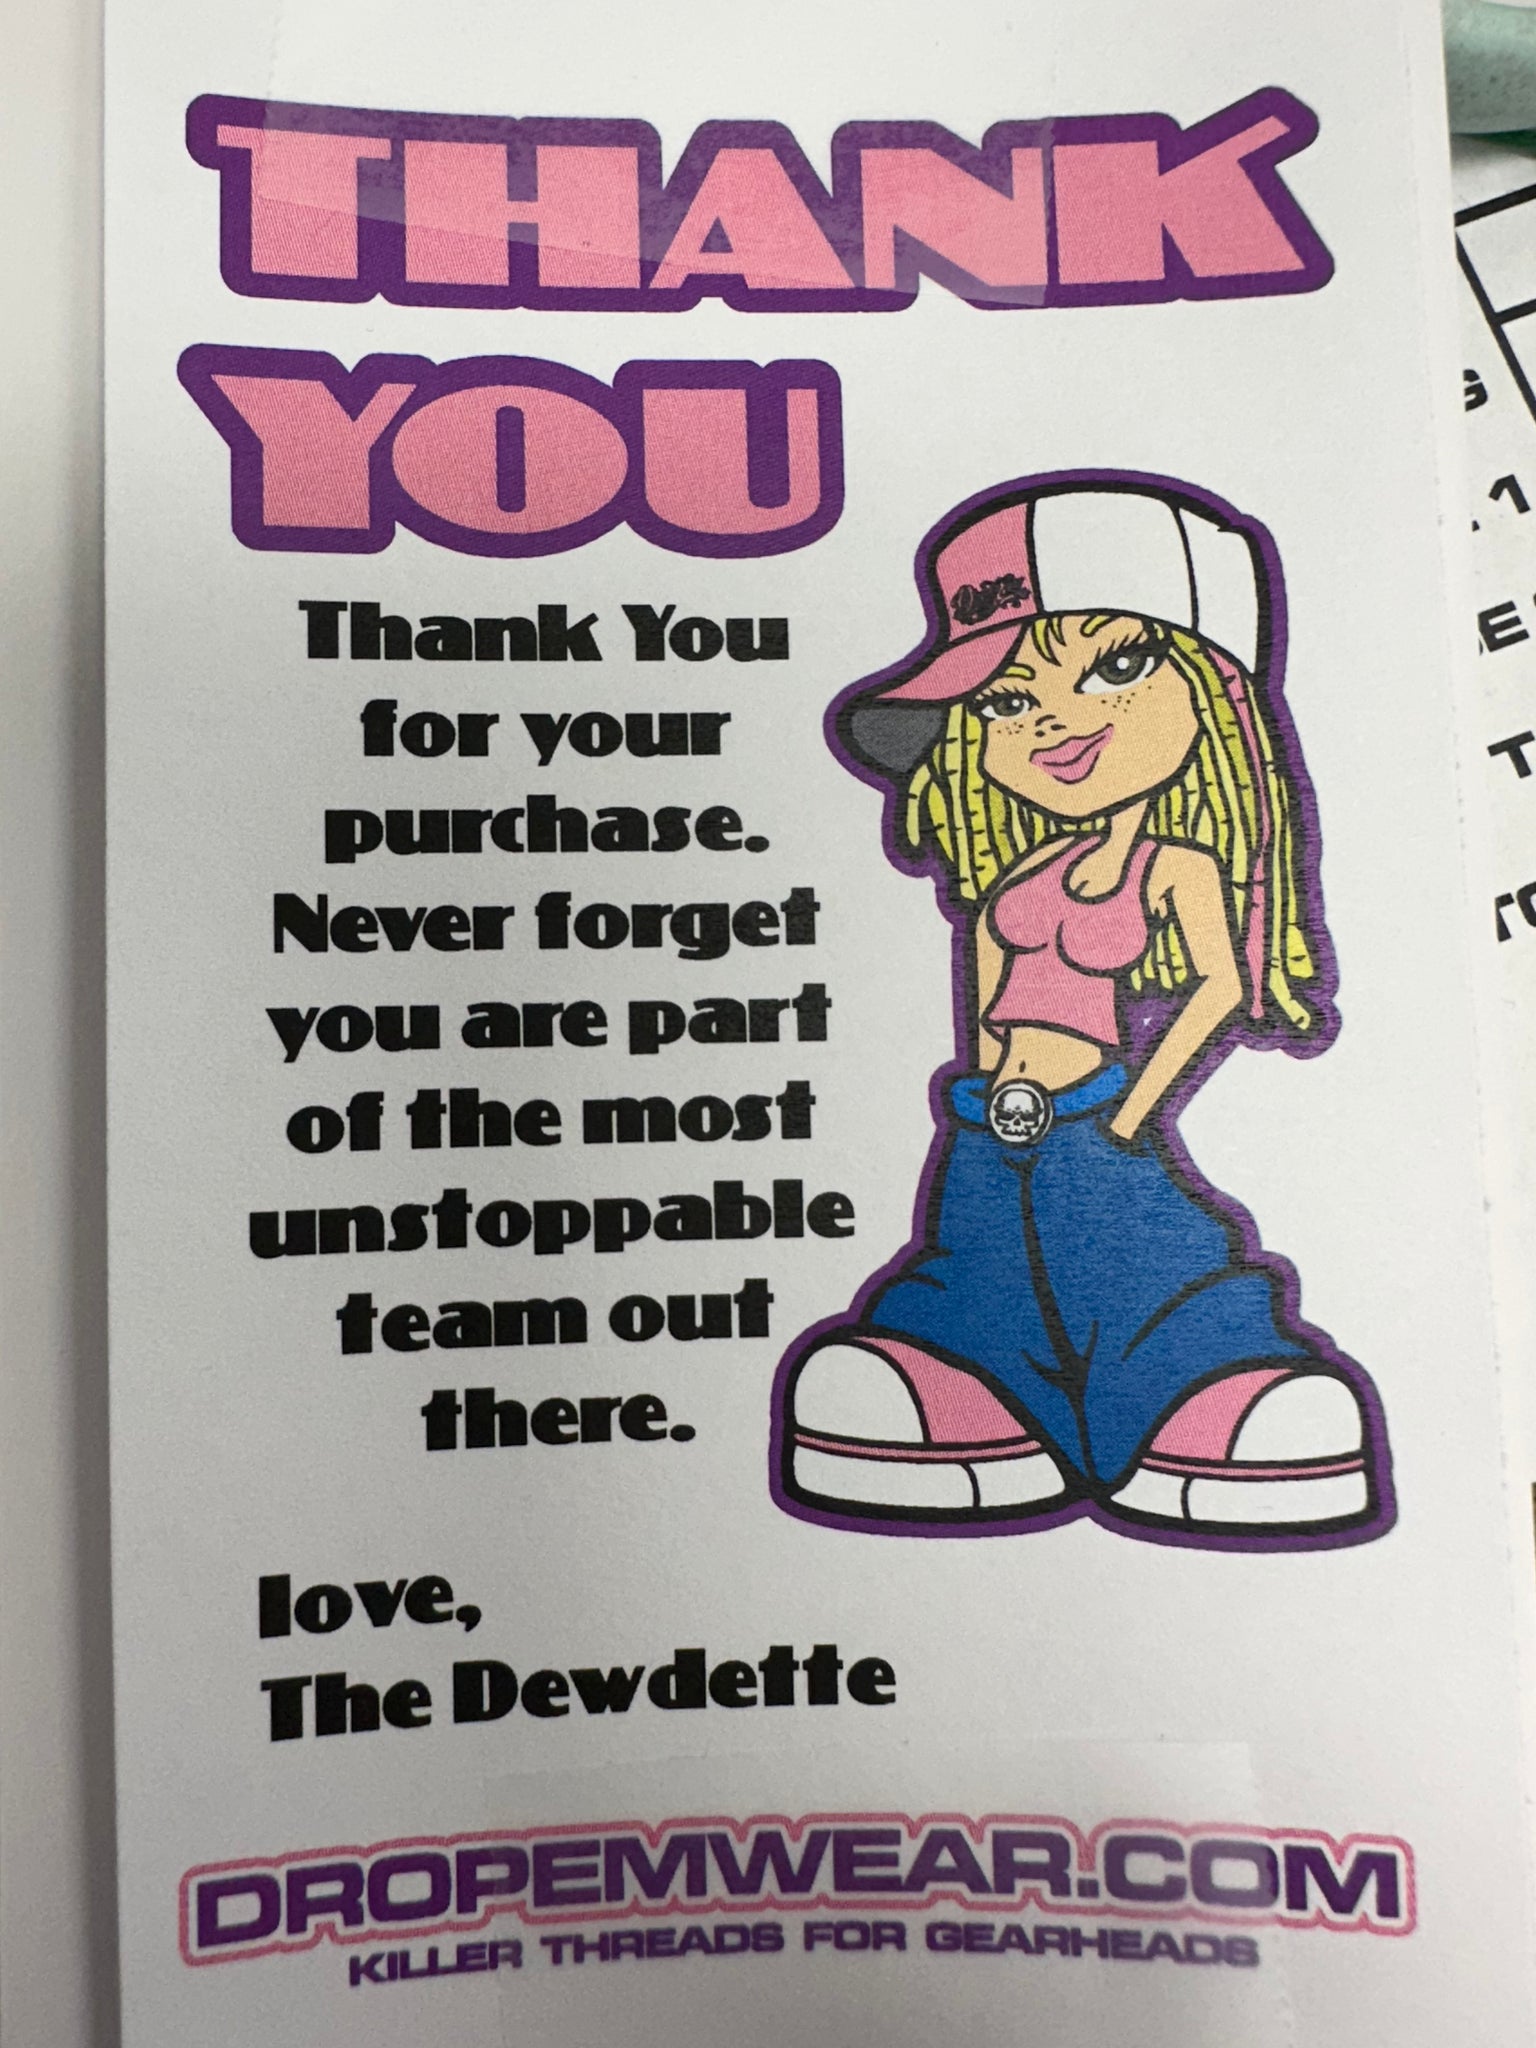 THANK
YOU
Thank You
for your
purchase.
Never forget
you are part
of the most
unstoppable
team out
there.
love,
The Dewdette
DROPEMWEAR.COM
KILLER THREADS FOR GEARHEADS